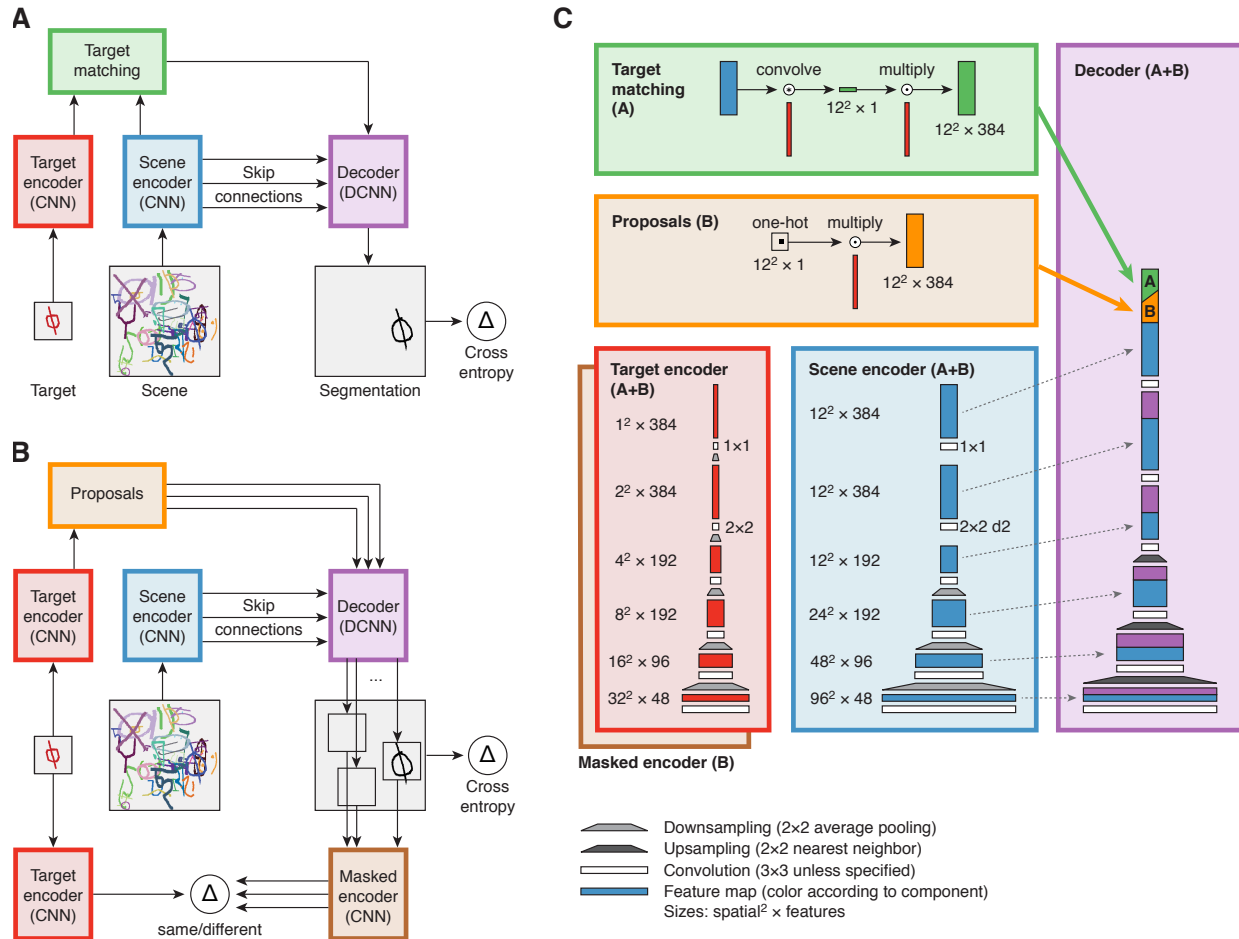 A
Target
matching
Target
encoder
(CNN)
Scene
encoder
(CNN)
Skip
connections
Decoder
(DCNN)
Δ
Cross
entropy
Target
Scene
Segmentation
B
Proposals
Target
encoder
(CNN)
Scene
encoder
(CNN)
Skip
connections
Decoder
(DCNN)
...
Δ
Cross
entropy
Target
encoder
(CNN)
Δ
same/different
Masked
encoder
(CNN)
C
Target
matching
(A)
convolve
multiply
12² × 1
12² × 384
Proposals (B)
one-hot
multiply
12² × 1
12² × 384
Decoder (A+B)
A
B
Target encoder
(A+B)
1² × 384
1×1
2² × 384
2×2
4² × 192
8² × 192
16² × 96
32² × 48
Masked encoder (B)
Scene encoder (A+B)
12² × 384
1×1
12² × 384
2×2 d2
12² × 192
24² × 192
48² × 96
96² × 48
Downsampling (2×2 average pooling)
Upsampling (2×2 nearest neighbor)
Convolution (3×3 unless specified)
Feature map (color according to component)
Sizes: spatial² × features